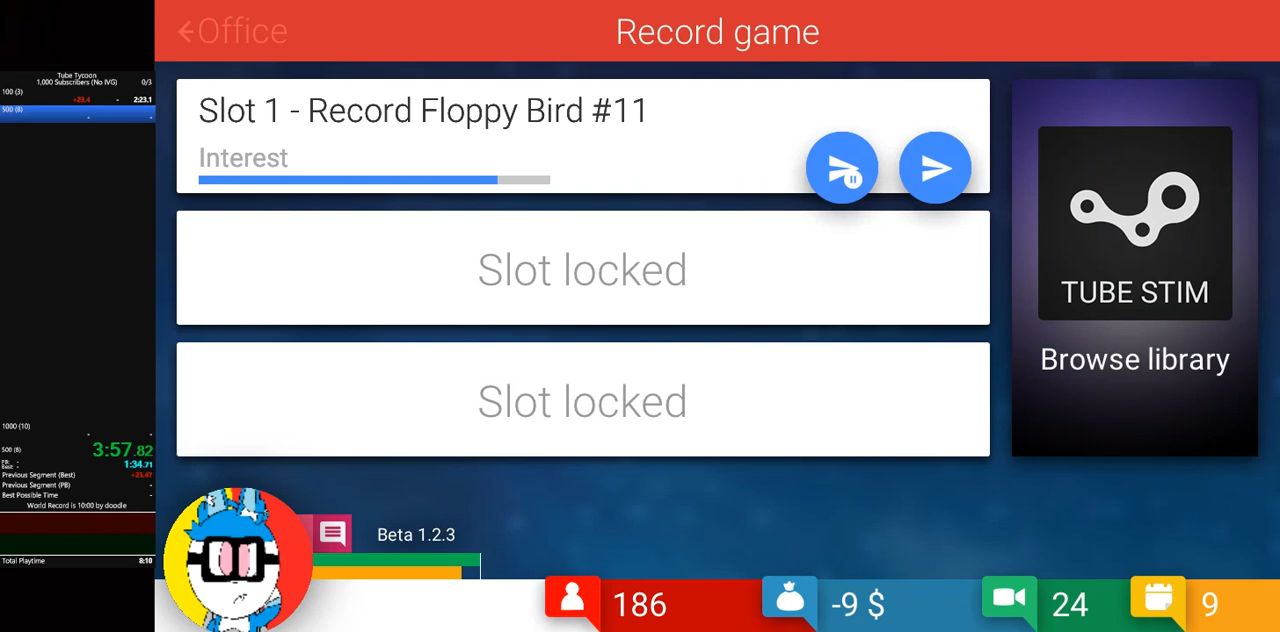 Tube Tycoon
1,000 Subscribers (No IVG) 0/3
100 (3) +23.4 - 2:23.1
500 (8) - -
1000 (10) - -
500 (8) 3:57.82
PB: -
Best: - 1:34.71
Previous Segment (Best) +23.47
Previous Segment (PB) -
Best Possible Time -
World Record is 10:00 by doodle
Total Playtime 8:10
Office
Record game
Slot 1 - Record Floppy Bird #11
Interest
Slot locked
Slot locked
TUBE STIM
Browse library
Beta 1.2.3
186
-9 $
24
9